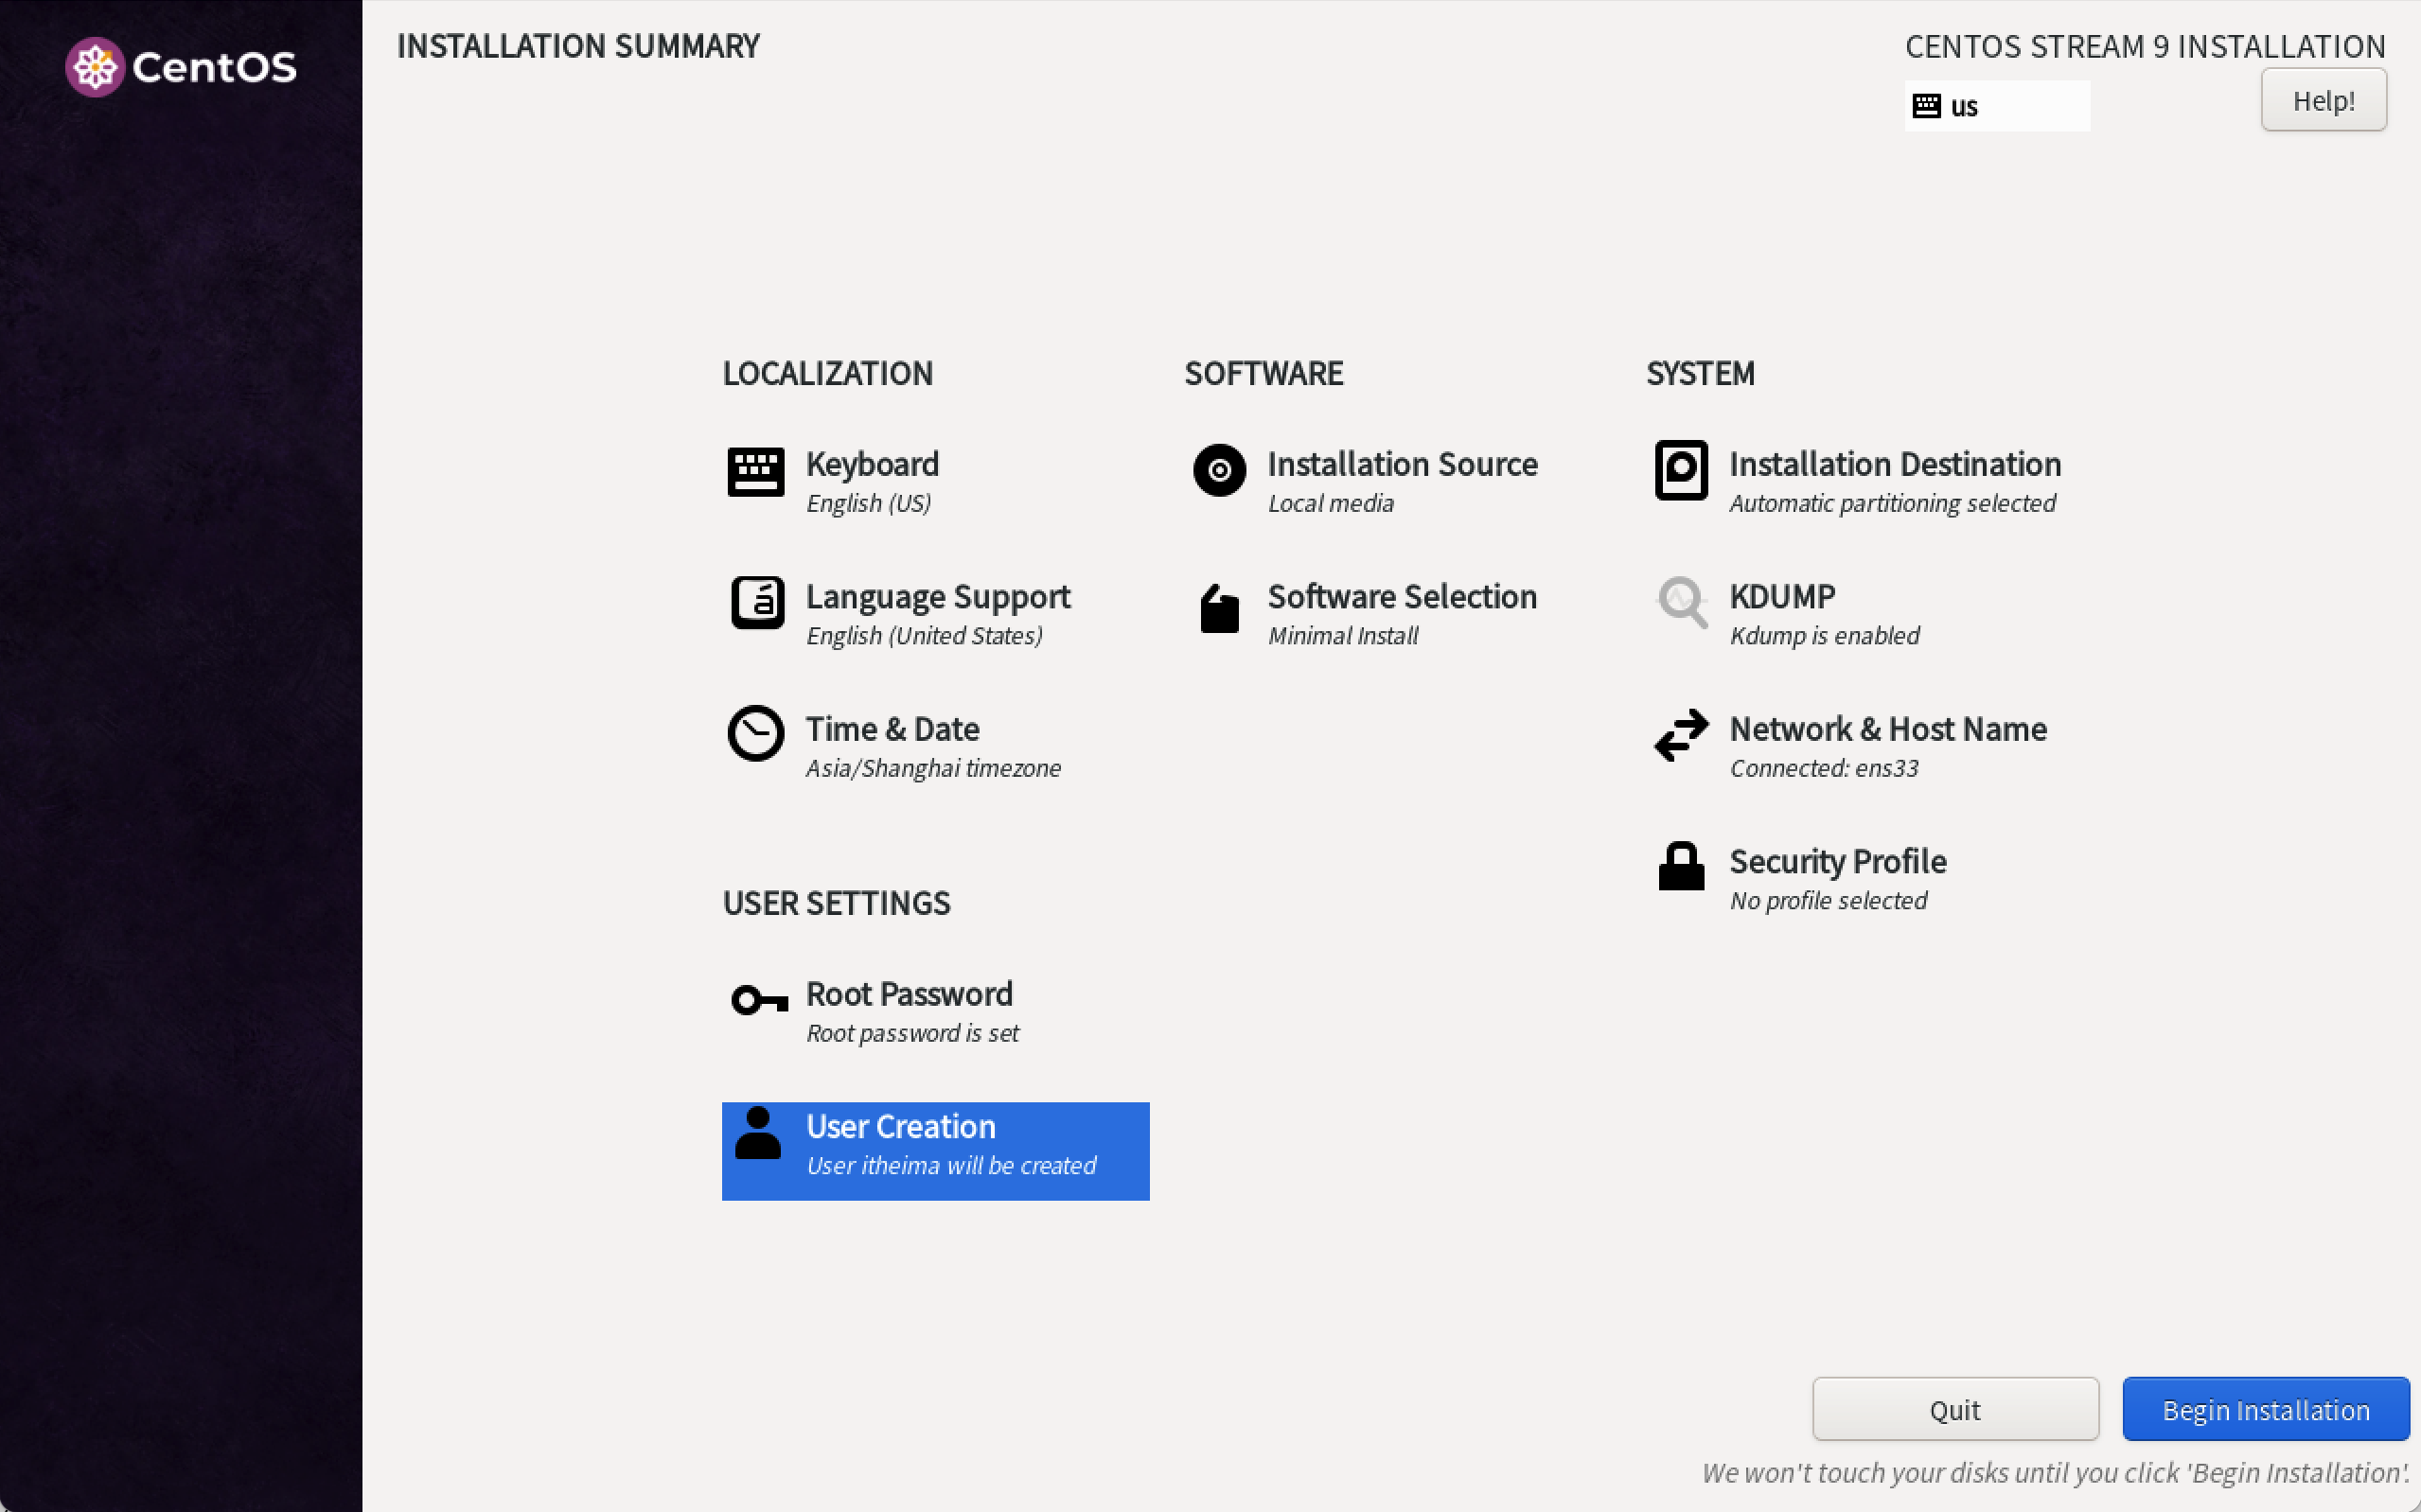 CentOS
INSTALLATION SUMMARY
CENTOS STREAM 9 INSTALLATION
us
Help!
LOCALIZATION
Keyboard
English (US)
Language Support
English (United States)
Time & Date
Asia/Shanghai timezone
USER SETTINGS
Root Password
Root password is set
User Creation
User itheima will be created
SOFTWARE
Installation Source
Local media
Software Selection
Minimal Install
SYSTEM
Installation Destination
Automatic partitioning selected
KDUMP
Kdump is enabled
Network & Host Name
Connected: ens33
Security Profile
No profile selected
Quit
Begin Installation
We won't touch your disks until you click 'Begin Installation'.